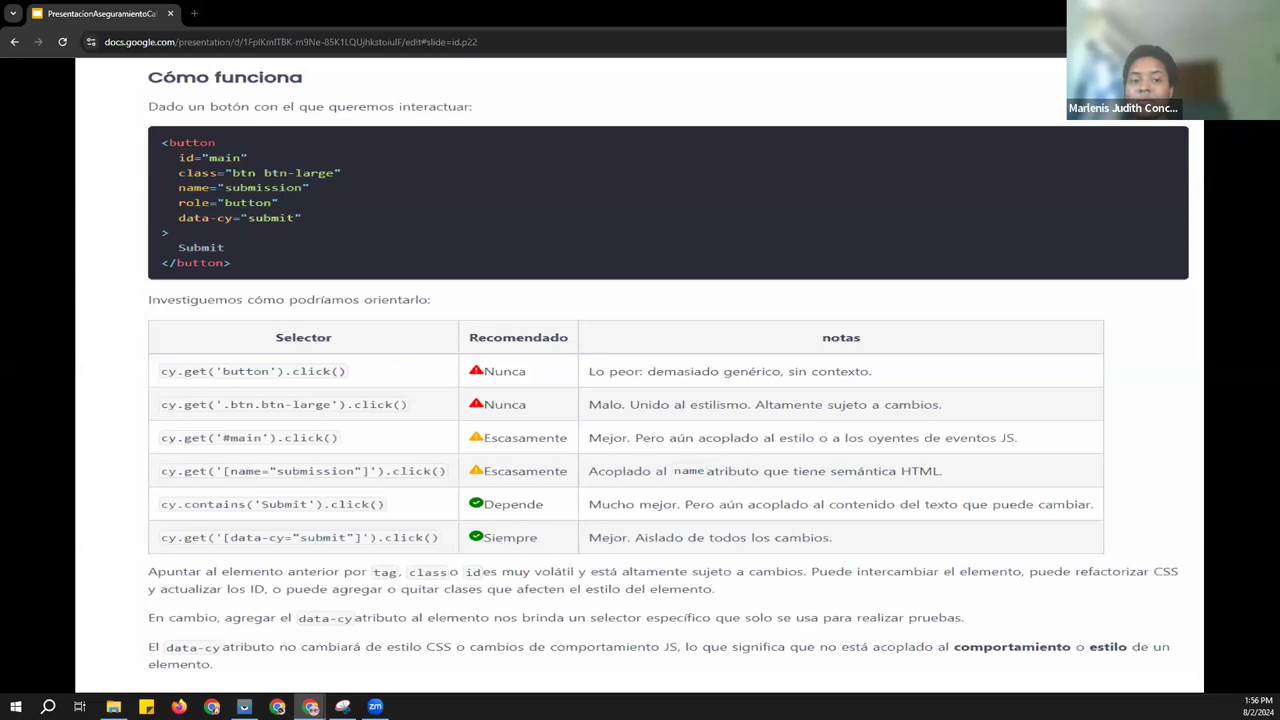 PresentacionAseguramientoCa
docs.google.com/presentation/d/1FpIKmITBK-m9Ne-85K1LQUjhkstoiuIF/edit#slide=id.p22
Marlenis Judith Conc...
Cómo funciona
Dado un botón con el que queremos interactuar:
<button
id="main"
class="btn btn-large"
name="submission"
role="button"
data-cy="submit"
>
Submit
</button>
Investiguemos cómo podríamos orientarlo:
Selector Recomendado notas
cy.get('button').click() Nunca Lo peor: demasiado genérico, sin contexto.
cy.get('.btn.btn-large').click() Nunca Malo. Unido al estilismo. Altamente sujeto a cambios.
cy.get('#main').click() Escasamente Mejor. Pero aún acoplado al estilo o a los oyentes de eventos JS.
cy.get('[name="submission"]').click() Escasamente Acoplado al name atributo que tiene semántica HTML.
cy.contains('Submit').click() Depende Mucho mejor. Pero aún acoplado al contenido del texto que puede cambiar.
cy.get('[data-cy="submit"]').click() Siempre Mejor. Aislado de todos los cambios.
Apuntar al elemento anterior por tag, class o id es muy volátil y está altamente sujeto a cambios. Puede intercambiar el elemento, puede refactorizar CSS
y actualizar los ID, o puede agregar o quitar clases que afecten el estilo del elemento.
En cambio, agregar el data-cy atributo al elemento nos brinda un selector específico que solo se usa para realizar pruebas.
El data-cy atributo no cambiará de estilo CSS o cambios de comportamiento JS, lo que significa que no está acoplado al comportamiento o estilo de un
elemento.
zm
1:56 PM
8/2/2024